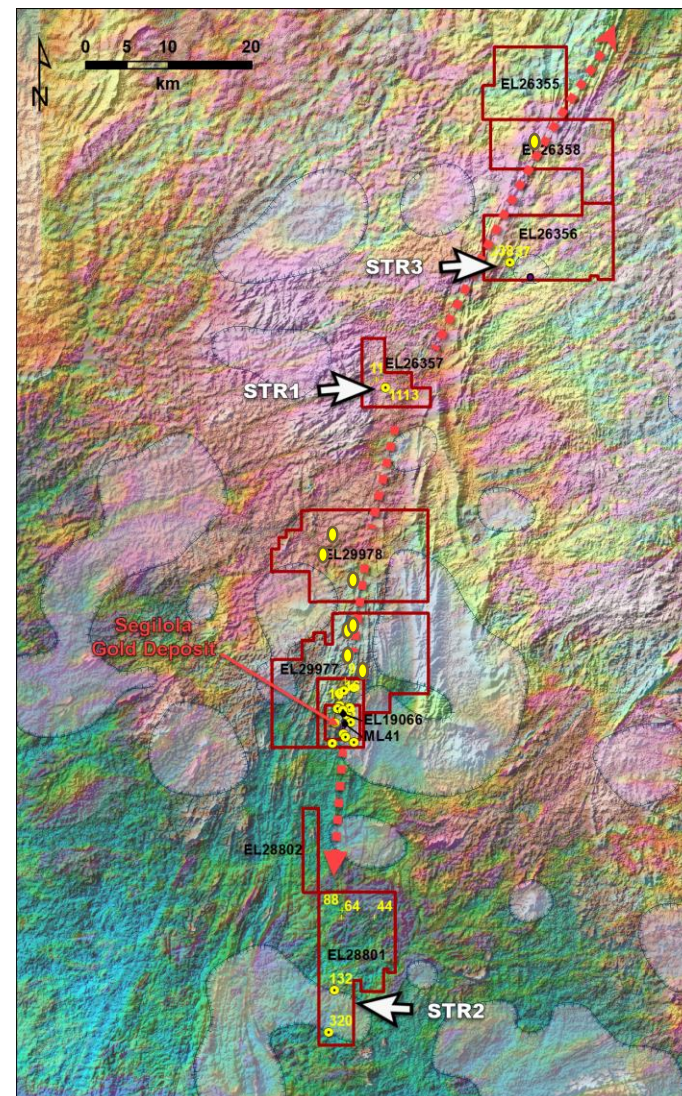 0 5 10 20
km
N
EL26355
EL26358
EL26356
STR3
EL26357
11
STR1
1113
EL29978
Segilola
Gold Deposit
EL29977
EL19066
ML41
EL28802
88
64
44
EL28801
132
STR2
320